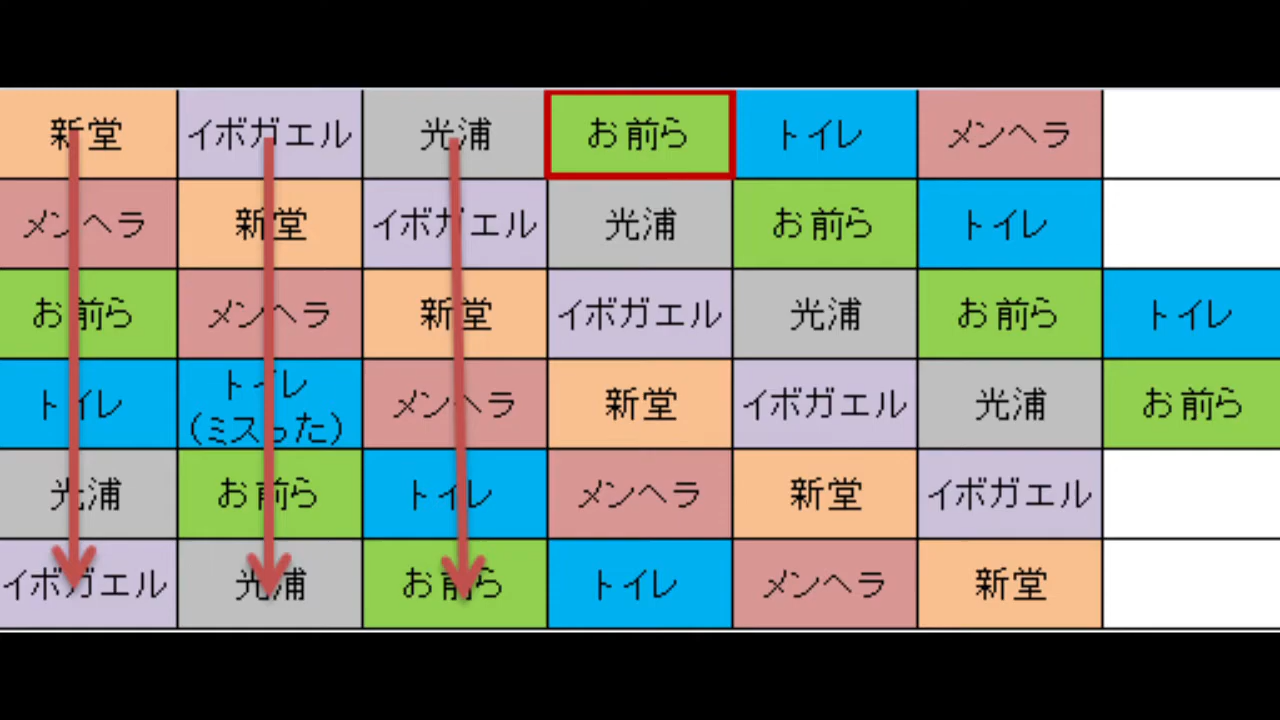 新堂 イボガエル 光浦 お前ら トイレ メンヘラ
メンヘラ 新堂 イボガエル 光浦 お前ら トイレ
お前ら メンヘラ 新堂 イボガエル 光浦 お前ら トイレ
トイレ トイレ メンヘラ 新堂 イボガエル 光浦 お前ら
(ミスった)
光浦 お前ら トイレ メンヘラ 新堂 イボガエル
イボガエル 光浦 お前ら トイレ メンヘラ 新堂